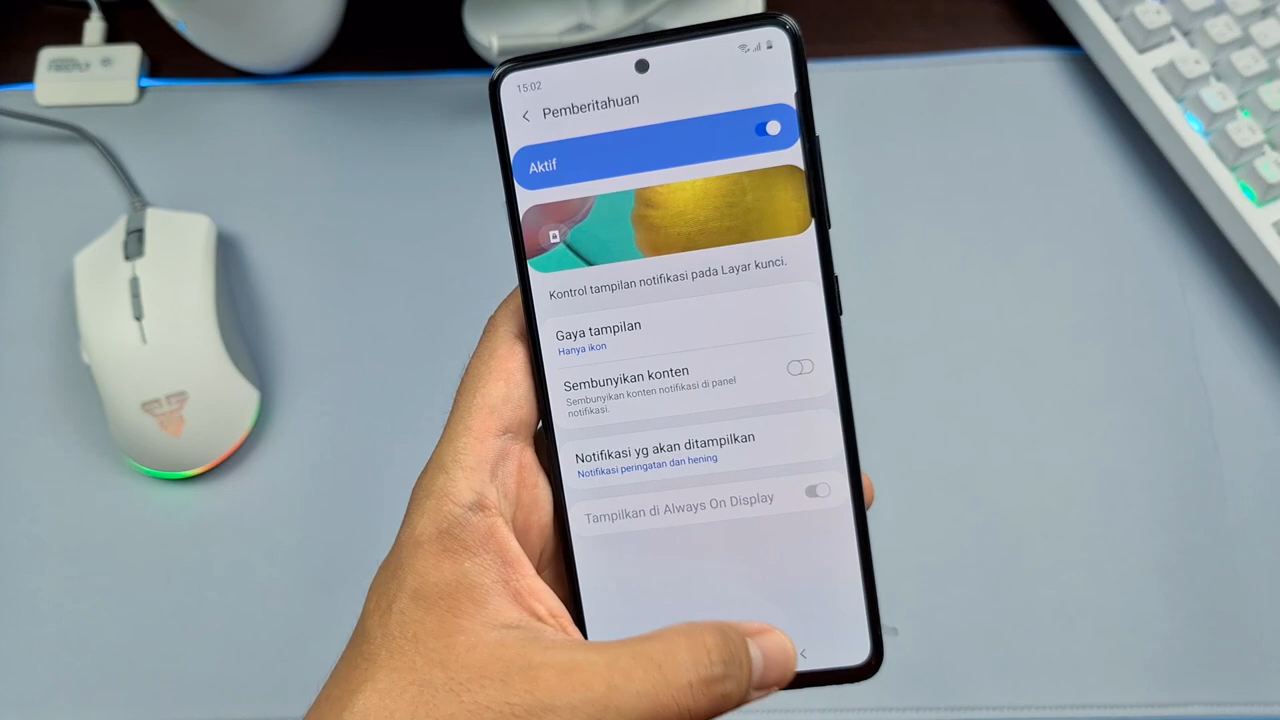 15:02
Pemberitahuan
Aktif
Kontrol tampilan notifikasi pada Layar kunci.
Gaya tampilan
Hanya ikon
Sembunyikan konten
Sembunyikan konten notifikasi di panel
notifikasi.
Notifikasi yg akan ditampilkan
Notifikasi peringatan dan hening
Tampilkan di Always On Display